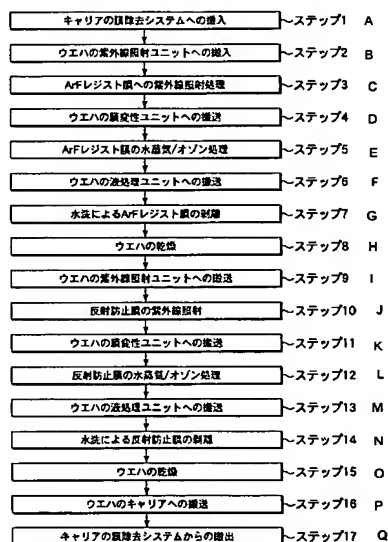 キャリアの膜除去システムへの搬入 ～ステップ1 A
ウエハの紫外線照射ユニットへの搬入 ～ステップ2 B
ArFレジスト膜への紫外線照射処理 ～ステップ3 C
ウエハの膜変性ユニットへの搬送 ～ステップ4 D
ArFレジスト膜の水蒸気/オゾン処理 ～ステップ5 E
ウエハの液処理ユニットへの搬送 ～ステップ6 F
水洗によるArFレジスト膜の剥離 ～ステップ7 G
ウエハの乾燥 ～ステップ8 H
ウエハの紫外線照射ユニットへの搬送 ～ステップ9 I
反射防止膜の紫外線照射 ～ステップ10 J
ウエハの膜変性ユニットへの搬送 ～ステップ11 K
反射防止膜の水蒸気/オゾン処理 ～ステップ12 L
ウエハの液処理ユニットへの搬送 ～ステップ13 M
水洗による反射防止膜の剥離 ～ステップ14 N
ウエハの乾燥 ～ステップ15 O
ウエハのキャリアへの搬送 ～ステップ16 P
キャリアの膜除去システムからの搬出 ～ステップ17 Q